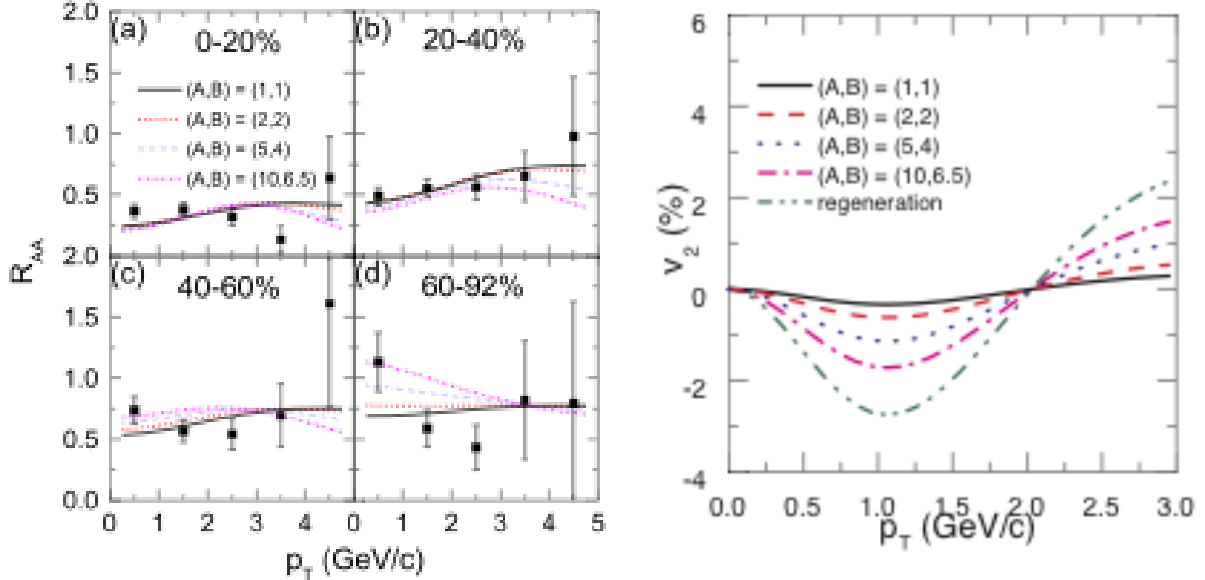 2.0
(a)
0-20%
(b)
20-40%
1.5
(A,B) = (1,1)
(A,B) = (2,2)
(A,B) = (5,4)
(A,B) = (10,6.5)
1.0
0.5
2.0
R_AA
(c)
40-60%
(d)
60-92%
1.5
1.0
0.5
0.0
0 1 2 3 4 0 1 2 3 4 5
p_T (GeV/c)
6
4
2
0
-2
-4
v_2 (%)
(A,B) = (1,1)
(A,B) = (2,2)
(A,B) = (5,4)
(A,B) = (10,6.5)
regeneration
0.0 0.5 1.0 1.5 2.0 2.5 3.0
p_T (GeV/c)